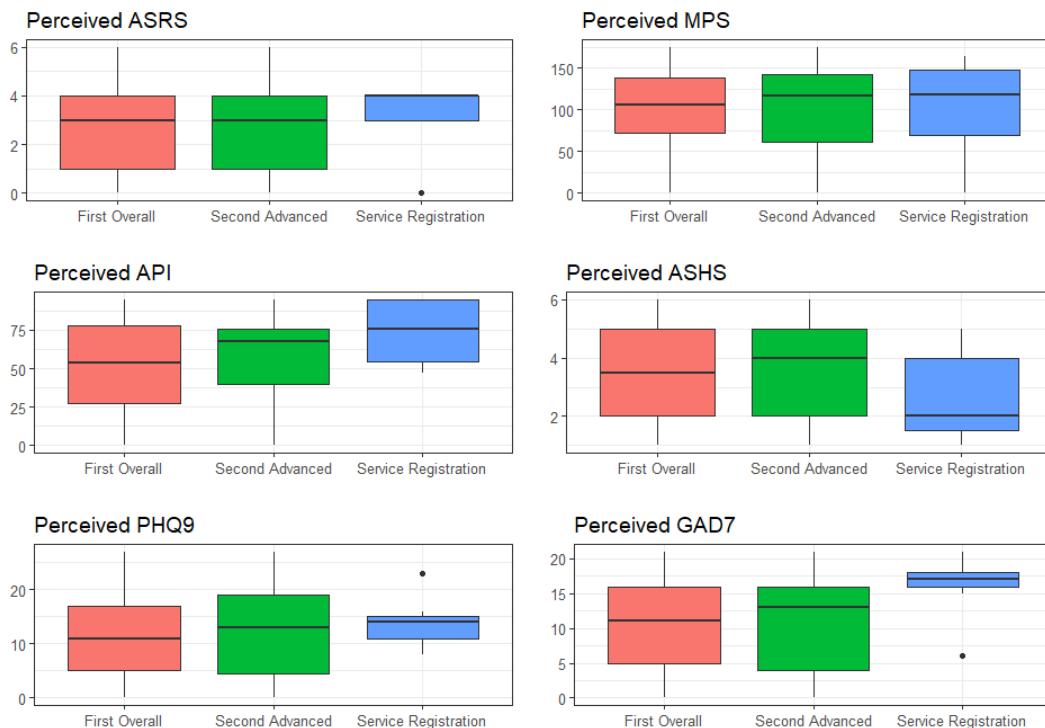 Perceived ASRS
6
4
2
0
First Overall Second Advanced Service Registration
Perceived MPS
150
100
50
0
First Overall Second Advanced Service Registration
Perceived API
75
50
25
0
First Overall Second Advanced Service Registration
Perceived ASHS
6
4
2
First Overall Second Advanced Service Registration
Perceived PHQ9
20
10
0
First Overall Second Advanced Service Registration
Perceived GAD7
20
15
10
5
0
First Overall Second Advanced Service Registration